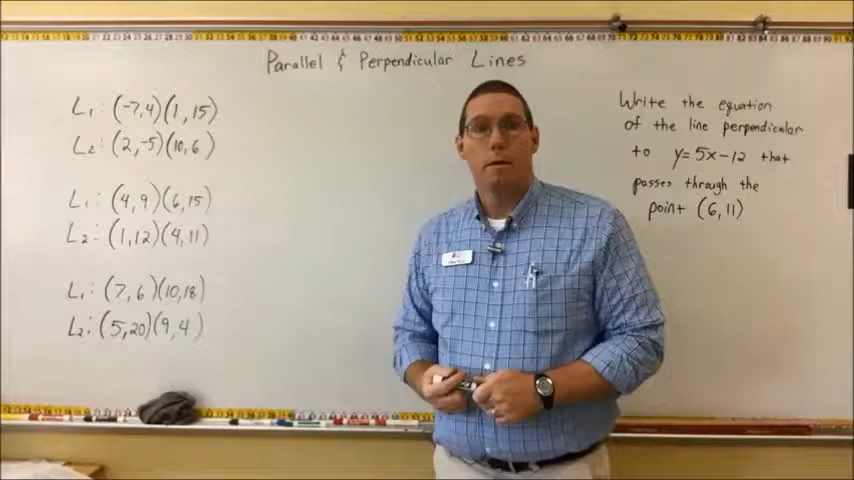 Parallel & Perpendicular Lines
L₁: (-7,4)(1,15)
L₂: (2,-5)(10,6)
L₁: (4,9)(6,15)
L₂: (1,12)(4,11)
L₁: (7,6)(10,18)
L₂: (5,20)(9,4)
Write the equation
of the line perpendicular
to y=5x-12 that
passes through the
point (6,11)